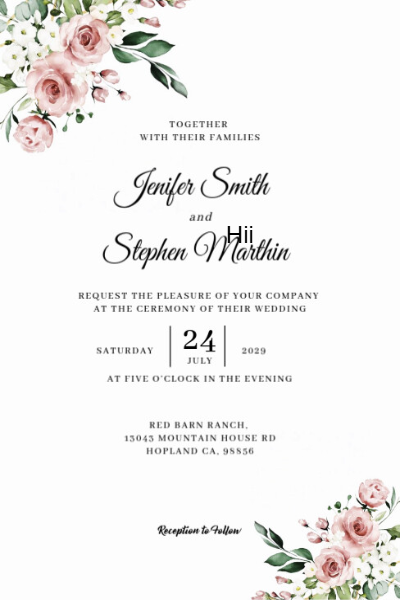 TOGETHER
WITH THEIR FAMILIES
Jenifer Smith
and
Hii
Stephen Marthin
REQUEST THE PLEASURE OF YOUR COMPANY
AT THE CEREMONY OF THEIR WEDDING
SATURDAY 24 JULY 2029
AT FIVE O'CLOCK IN THE EVENING
RED BARN RANCH,
13043 MOUNTAIN HOUSE RD
HOPLAND CA, 98856
Reception to Follow